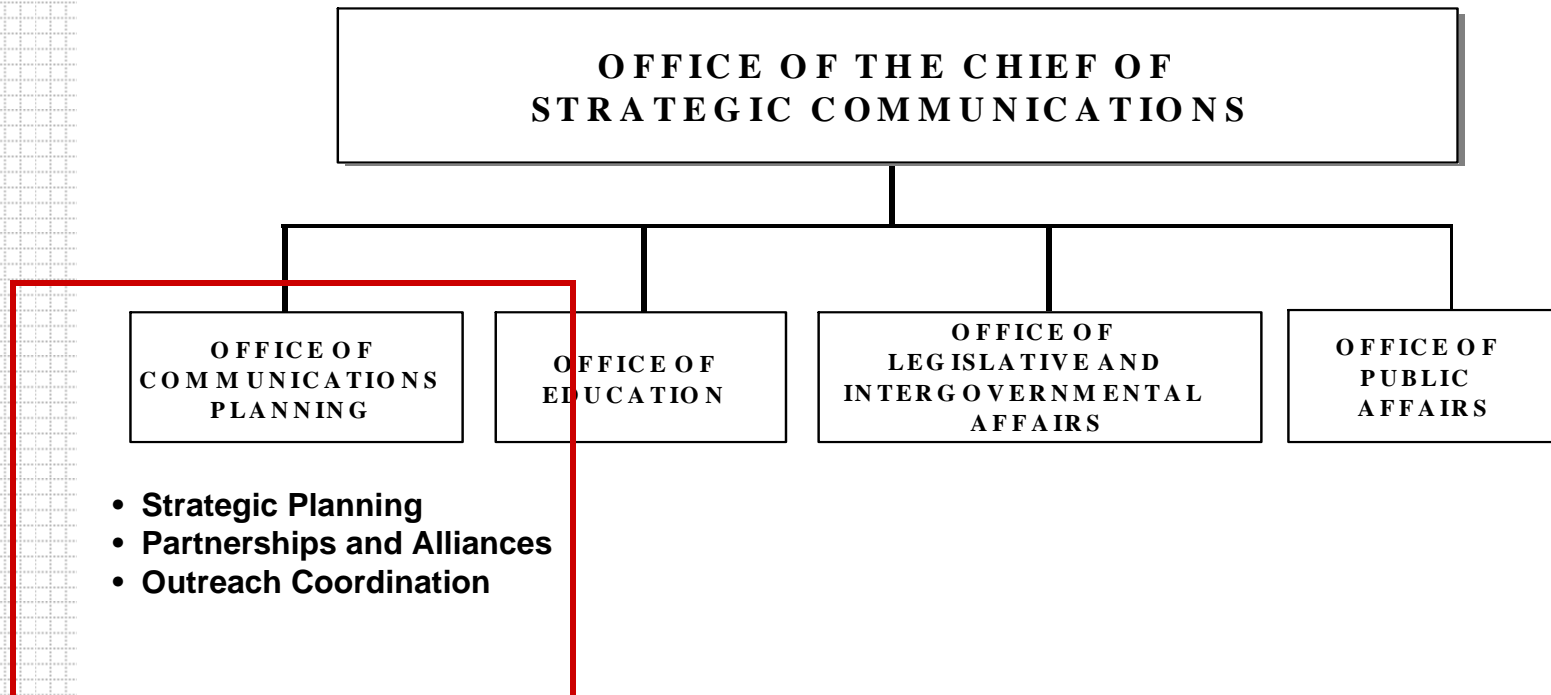 OFFICE OF THE CHIEF OF
STRATEGIC COMMUNICATIONS
OFFICE OF
COMMUNICATIONS
PLANNING
OFFICE OF
EDUCATION
OFFICE OF
LEGISLATIVE AND
INTERGOVERNMENTAL
AFFAIRS
OFFICE OF
PUBLIC
AFFAIRS
• Strategic Planning
• Partnerships and Alliances
• Outreach Coordination